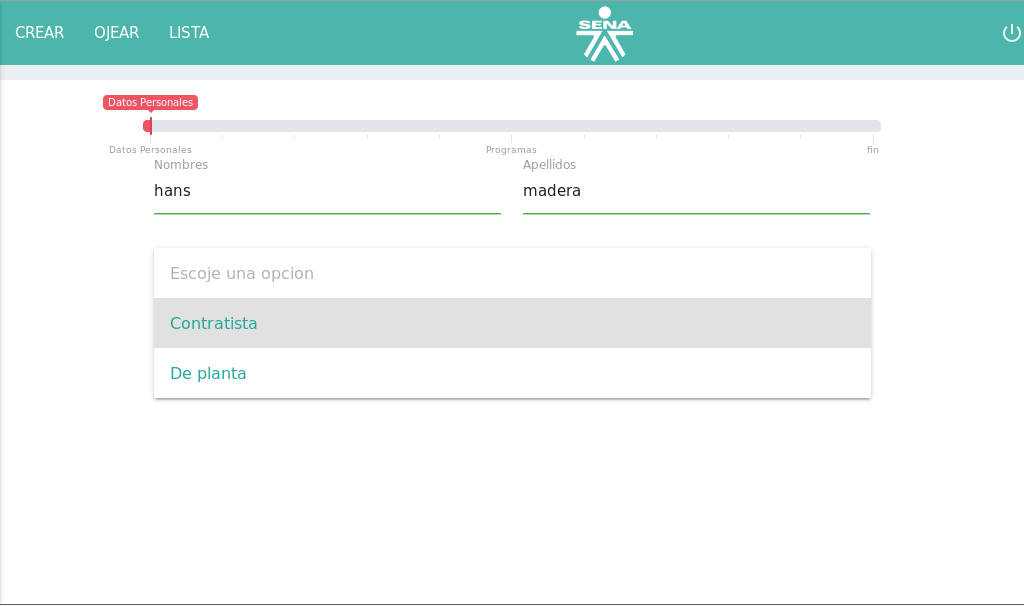 CREAR OJEAR LISTA
SENA
Datos Personales
Datos Personales Programas fin
Nombres Apellidos
hans madera
Escoje una opcion
Contratista
De planta